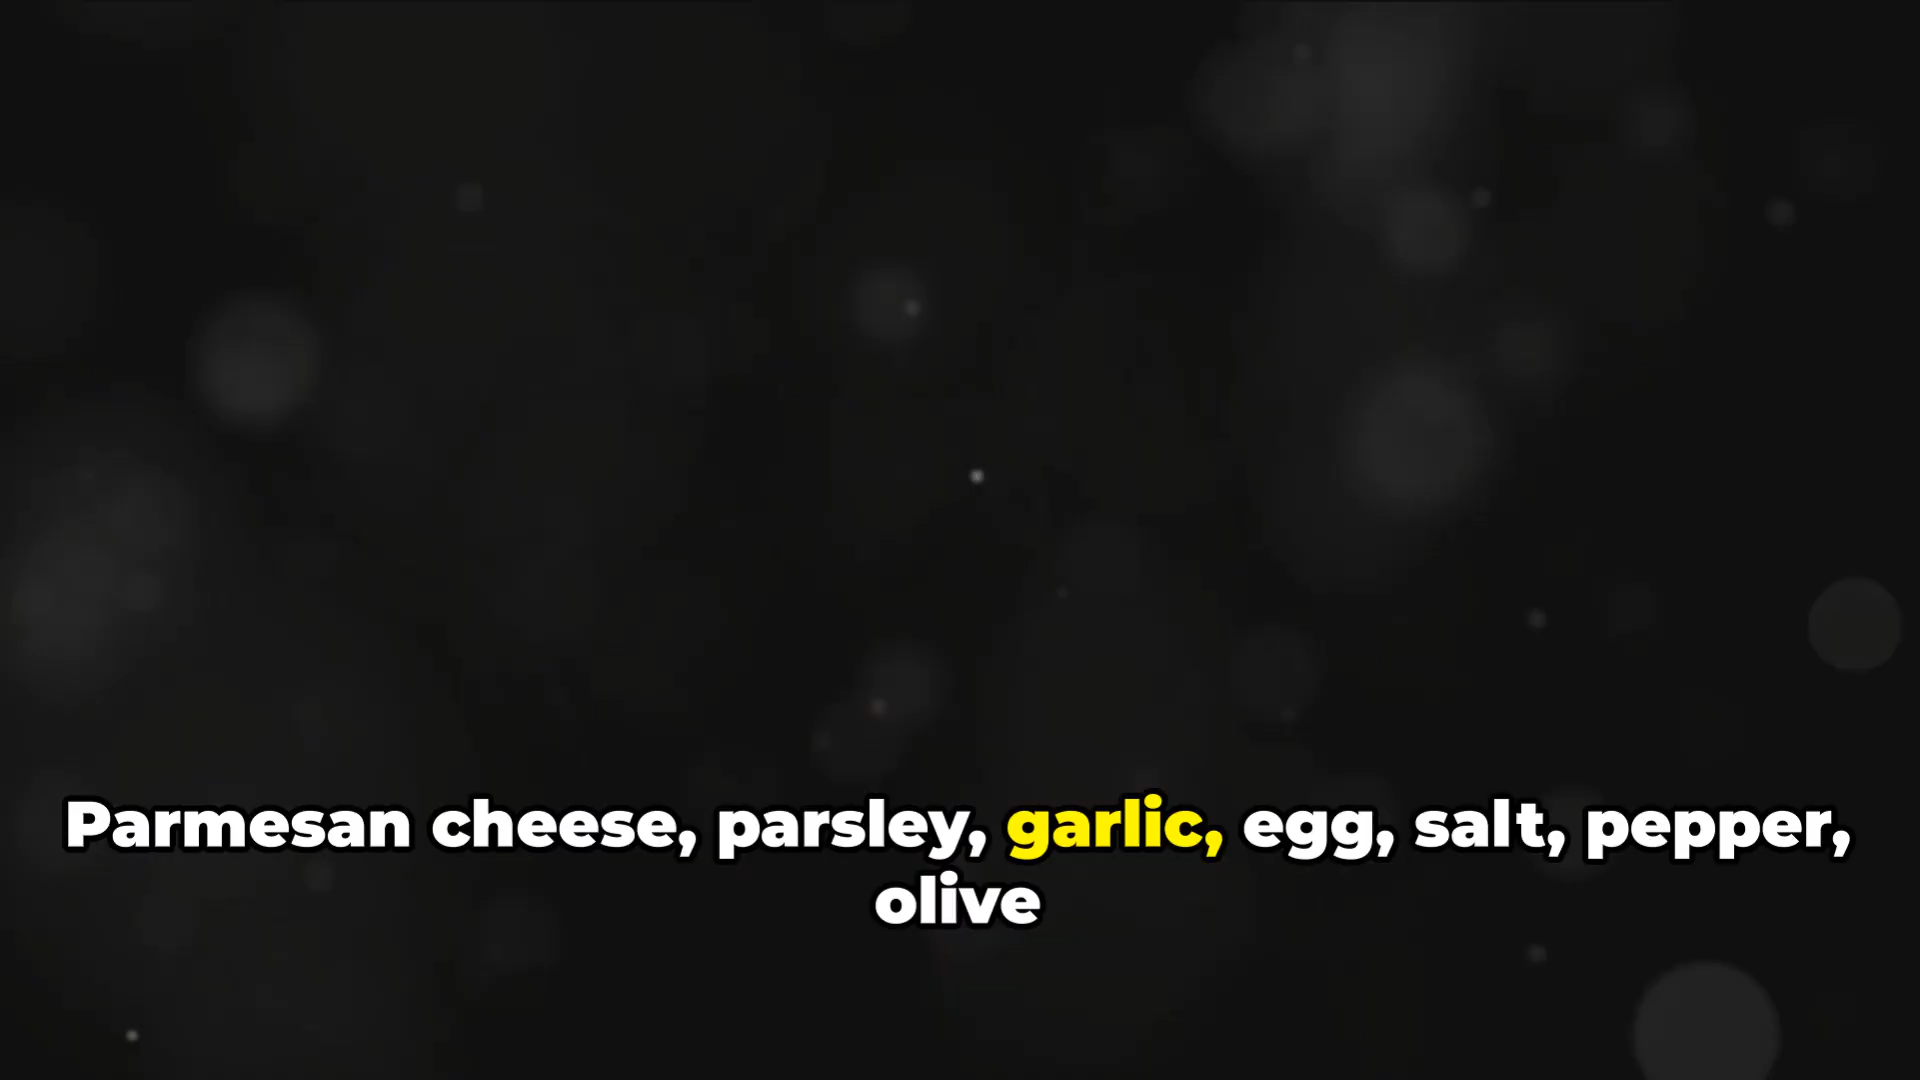 Parmesan cheese, parsley, garlic, egg, salt, pepper,
olive